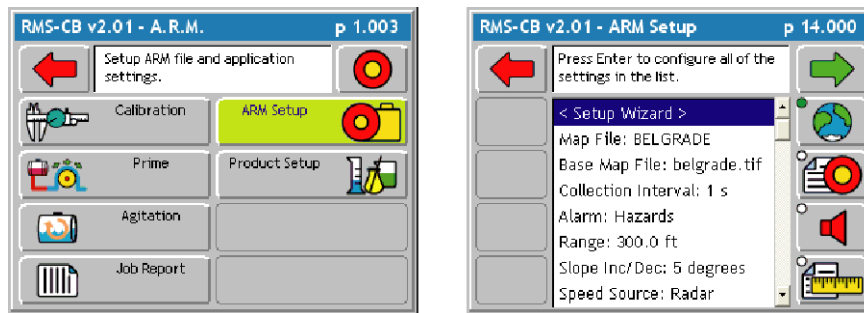 RMS-CB v2.01 - A.R.M. p 1.003
Setup ARM file and application
settings.
Calibration
ARM Setup
Prime
Product Setup
Agitation
Job Report
RMS-CB v2.01 - ARM Setup p 14.000
Press Enter to configure all of the
settings in the list.
< Setup Wizard >
Map File: BELGRADE
Base Map File: belgrade.tif
Collection Interval: 1 s
Alarm: Hazards
Range: 300.0 ft
Slope Inc/Dec: 5 degrees
Speed Source: Radar